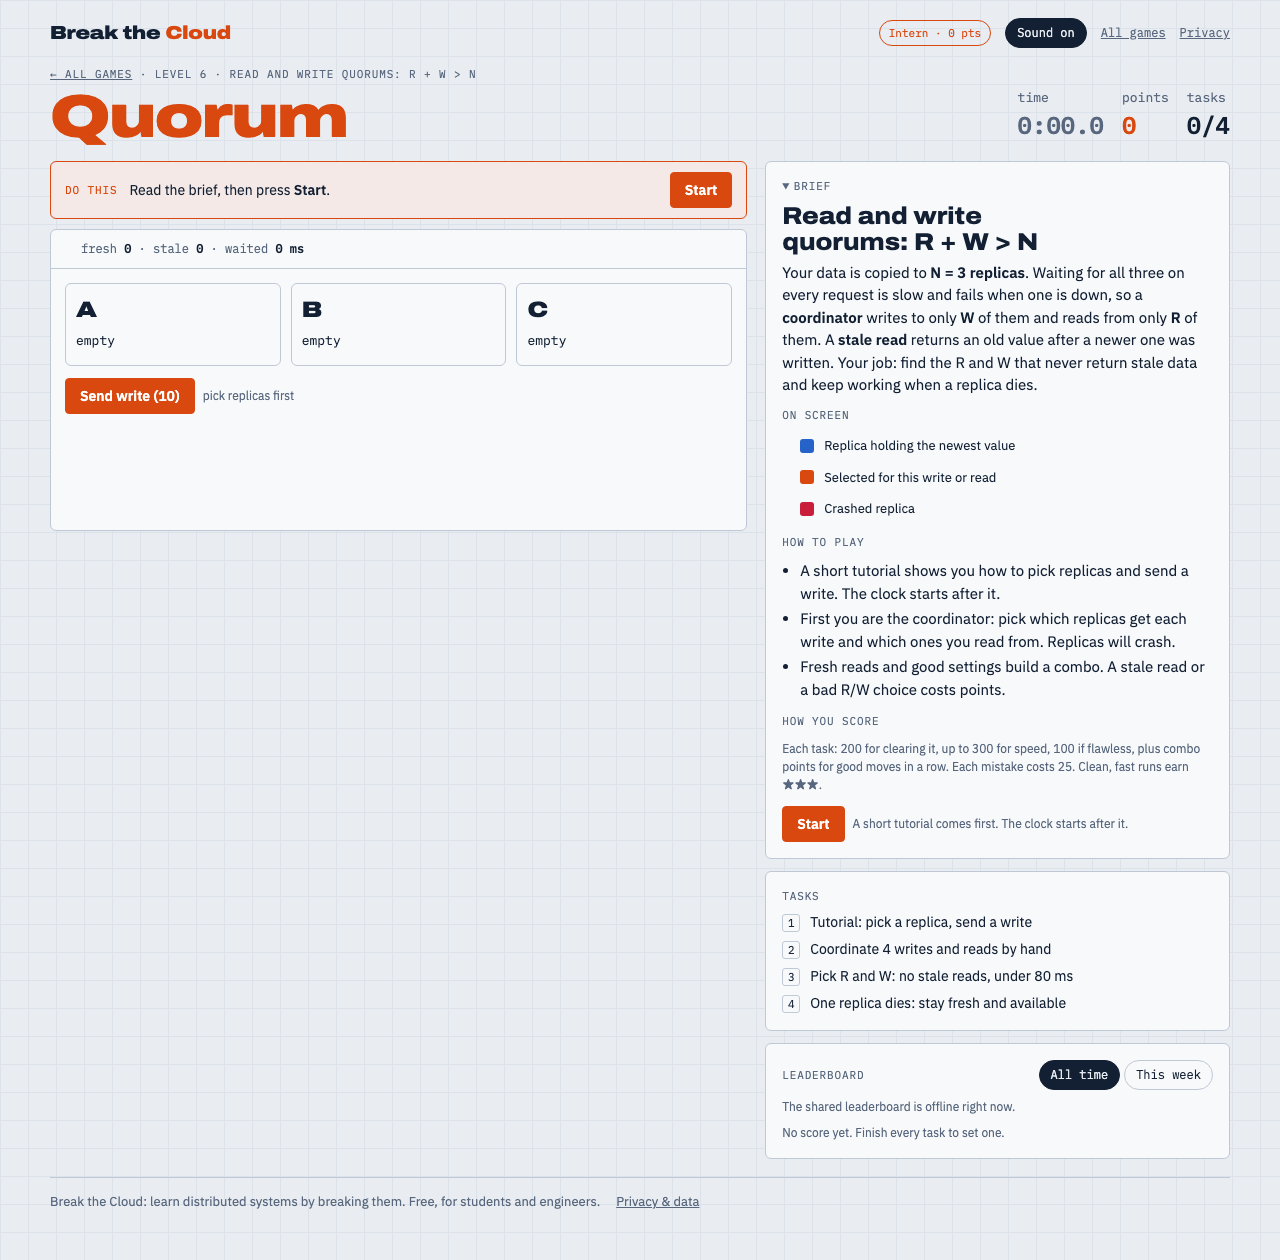 Break the Cloud
Intern · 0 pts
Sound on
All games
Privacy
← ALL GAMES · LEVEL 6 · READ AND WRITE QUORUMS: R + W > N
Quorum
time
points
tasks
0:00.0
0
0/4
DO THIS Read the brief, then press Start.
Start
fresh 0 · stale 0 · waited 0 ms
A
empty
B
empty
C
empty
Send write (10)
pick replicas first
▼ BRIEF
Read and write
quorums: R + W > N
Your data is copied to N = 3 replicas. Waiting for all three on
every request is slow and fails when one is down, so a
coordinator writes to only W of them and reads from only R of
them. A stale read returns an old value after a newer one was
written. Your job: find the R and W that never return stale data
and keep working when a replica dies.
ON SCREEN
Replica holding the newest value
Selected for this write or read
Crashed replica
HOW TO PLAY
• A short tutorial shows you how to pick replicas and send a
write. The clock starts after it.
• First you are the coordinator: pick which replicas get each
write and which ones you read from. Replicas will crash.
• Fresh reads and good settings build a combo. A stale read or
a bad R/W choice costs points.
HOW YOU SCORE
Each task: 200 for clearing it, up to 300 for speed, 100 if flawless, plus combo
points for good moves in a row. Each mistake costs 25. Clean, fast runs earn
★★★.
Start
A short tutorial comes first. The clock starts after it.
TASKS
1 Tutorial: pick a replica, send a write
2 Coordinate 4 writes and reads by hand
3 Pick R and W: no stale reads, under 80 ms
4 One replica dies: stay fresh and available
LEADERBOARD
All time
This week
The shared leaderboard is offline right now.
No score yet. Finish every task to set one.
Break the Cloud: learn distributed systems by breaking them. Free, for students and engineers.
Privacy & data